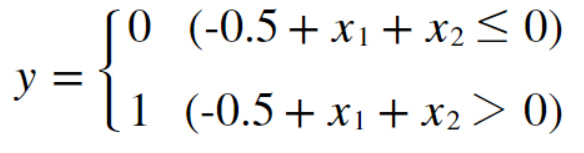 0 (-0.5 + x₁ + x₂ ≤ 0)
y = {
1 (-0.5 + x₁ + x₂ > 0)